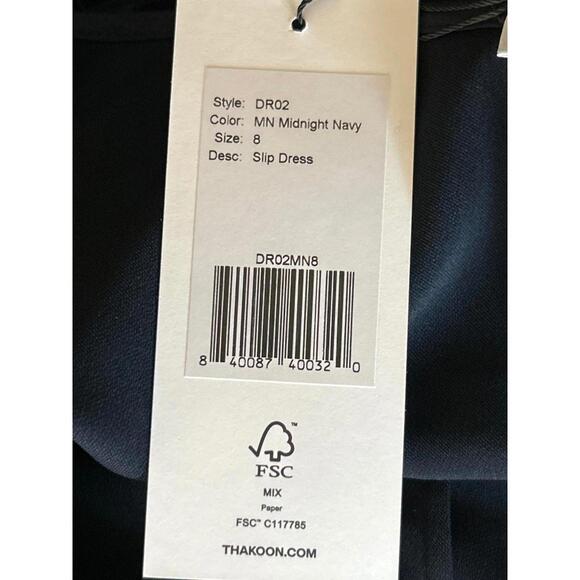 Style: DR02
Color: MN Midnight Navy
Size: 8
Desc: Slip Dress
DR02MN8
8 40087 40032 0
™
FSC
MIX
Paper
FSC™ C117785
THAKOON.COM